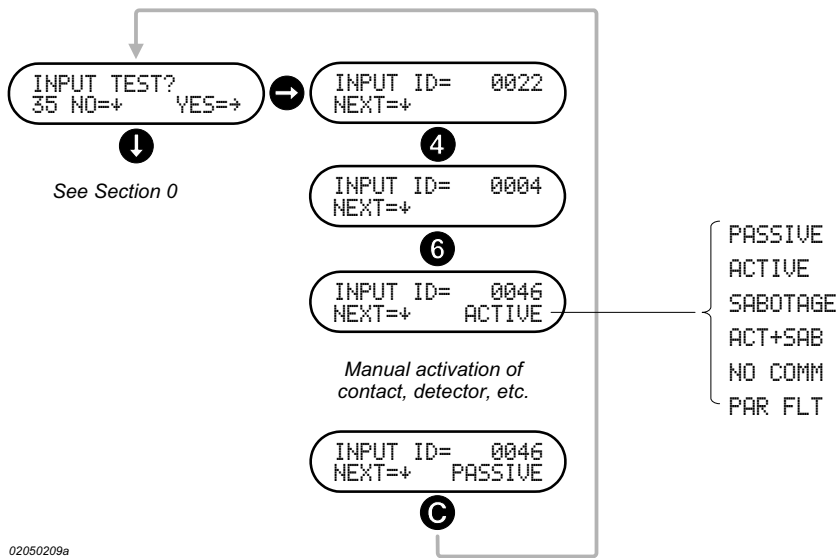 INPUT TEST?
35 NO=↓ YES=→
See Section 0
INPUT ID= 0022
NEXT=↓
4
INPUT ID= 0004
NEXT=↓
6
INPUT ID= 0046
NEXT=↓ ACTIVE
PASSIVE
ACTIVE
SABOTAGE
ACT+SAB
NO COMM
PAR FLT
Manual activation of
contact, detector, etc.
INPUT ID= 0046
NEXT=↓ PASSIVE
C
02050209a